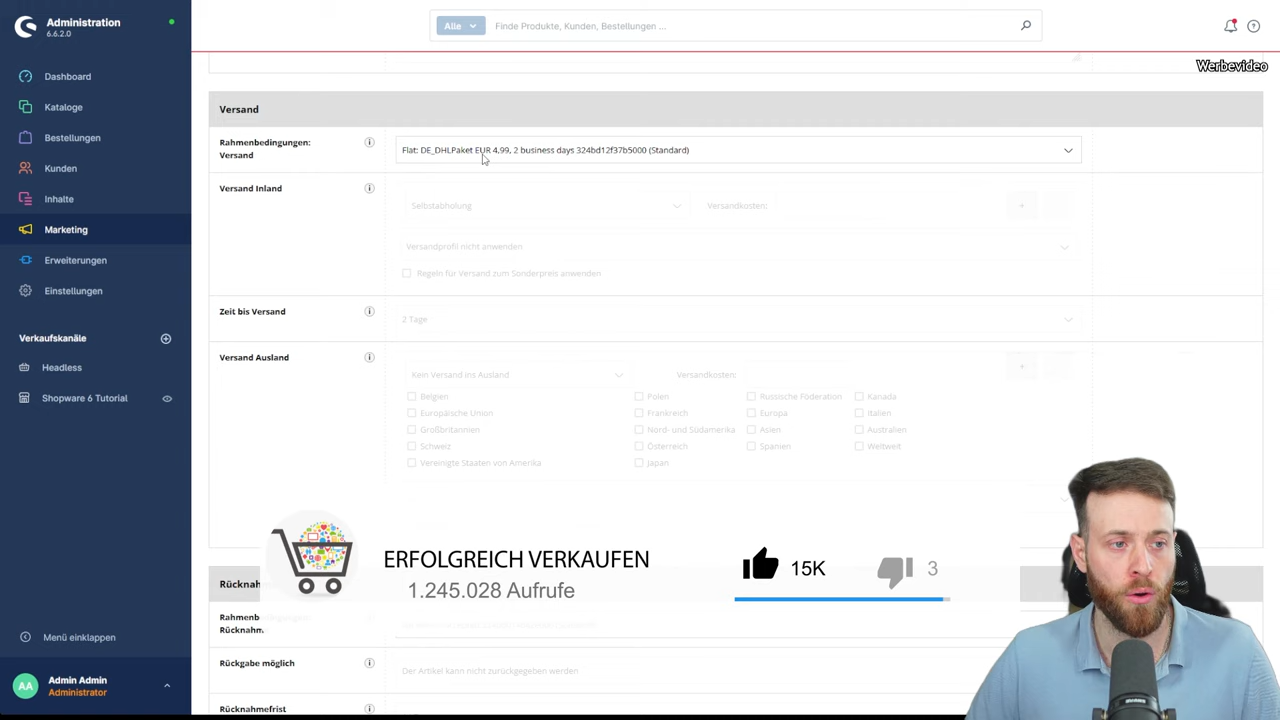 Administration
6.6.2.0
Alle
Finde Produkte, Kunden, Bestellungen ...
Werbevideo
Dashboard
Kataloge
Bestellungen
Kunden
Inhalte
Marketing
Erweiterungen
Einstellungen
Verkaufskanäle
Headless
Shopware 6 Tutorial
Menü einklappen
AA
Admin Admin
Administrator
Versand
Rahmenbedingungen:
Versand
Flat: DE_DHLPaket EUR 4,99, 2 business days 324bd12f37b5000 (Standard)
Versand Inland
Selbstabholung
Versandkosten:
+
Versandprofil nicht anwenden
Regeln für Versand zum Sonderpreis anwenden
Zeit bis Versand
2 Tage
Versand Ausland
Kein Versand ins Ausland
Versandkosten:
+
Belgien Polen Russische Föderation Kanada
Europäische Union Frankreich Europa Italien
Großbritannien Nord- und Südamerika Asien Australien
Schweiz Österreich Spanien Weltweit
Vereinigte Staaten von Amerika Japan
ERFOLGREICH VERKAUFEN
1.245.028 Aufrufe
15K
3
Rücknah
Rahmenbedingungen:
Rücknahm
Rückgabe möglich
Der Artikel kann nicht zurückgegeben werden
Rücknahmefrist